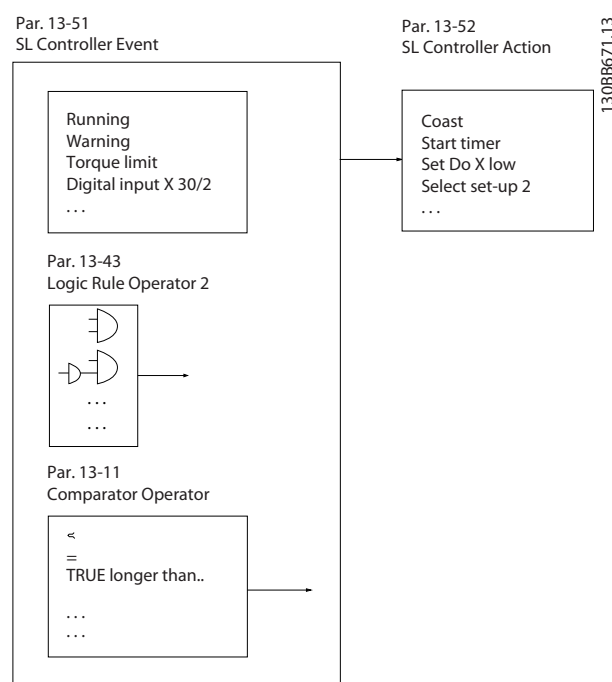 Par. 13-51
SL Controller Event
Par. 13-52
SL Controller Action
130BB671.13
Running
Warning
Torque limit
Digital input X 30/2
. . .
Coast
Start timer
Set Do X low
Select set-up 2
. . .
Par. 13-43
Logic Rule Operator 2
. . .
. . .
Par. 13-11
Comparator Operator
=
TRUE longer than..
. . .
. . .